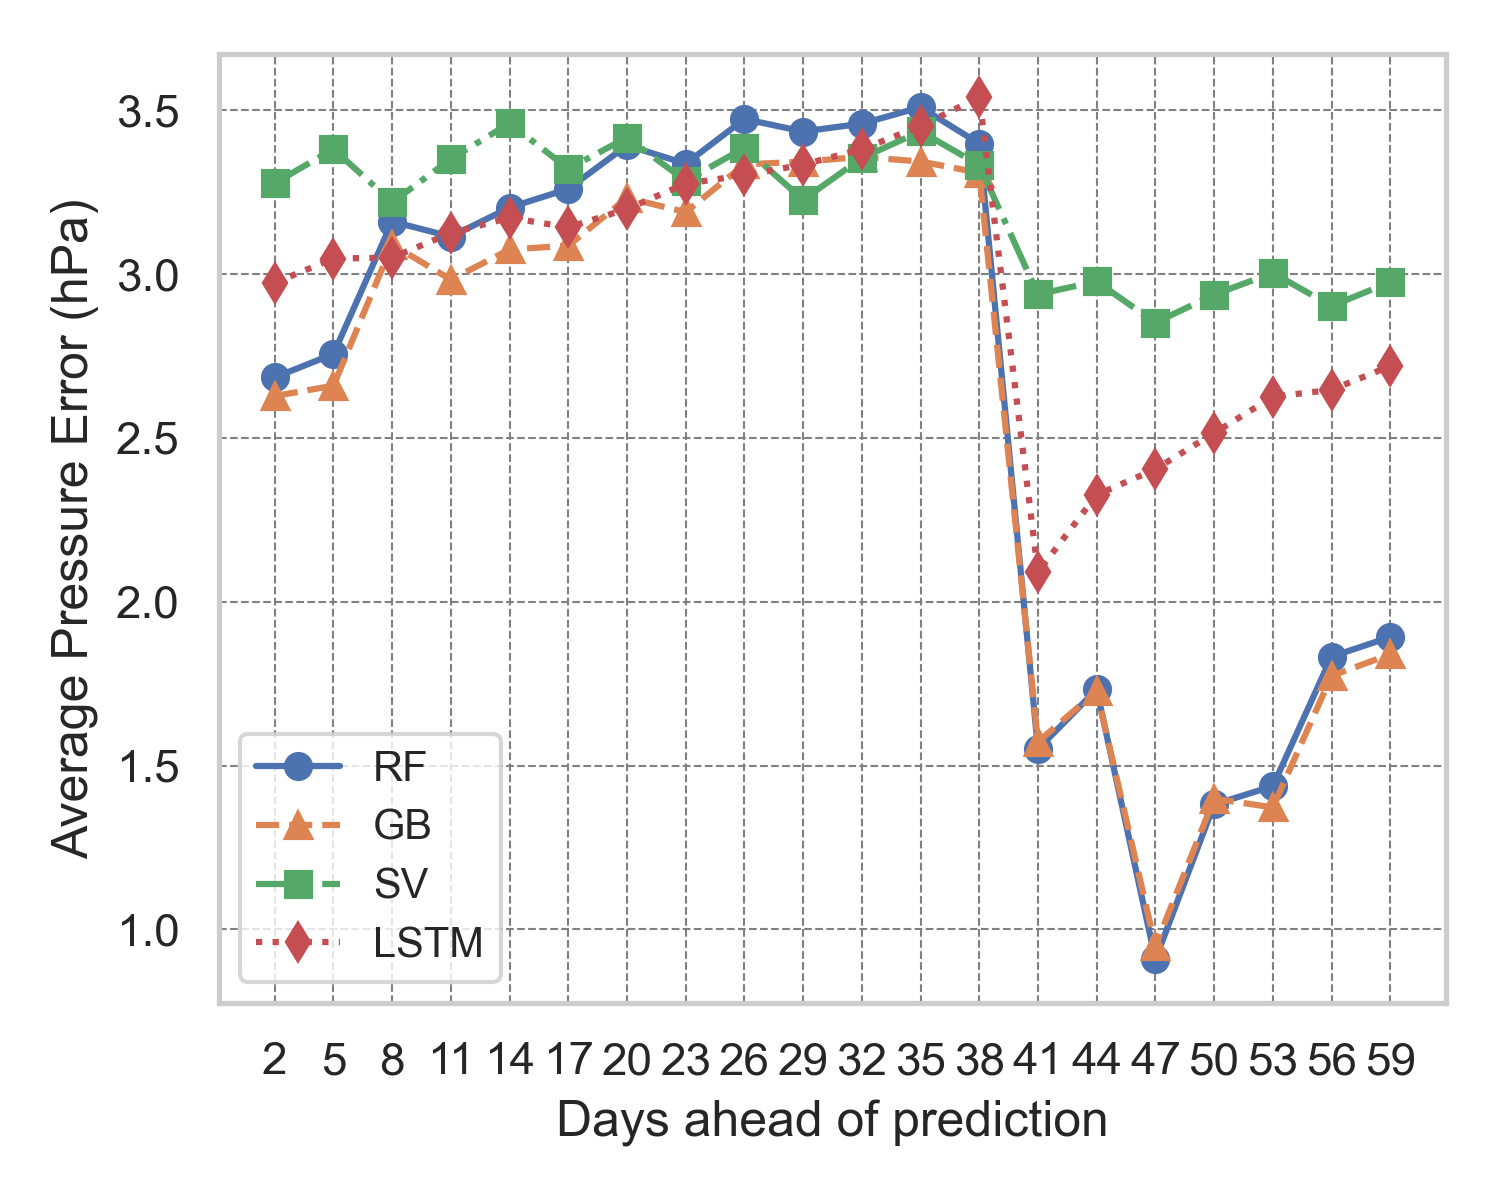 Average Pressure Error (hPa)
3.5
3.0
2.5
2.0
1.5
1.0
RF
GB
SV
LSTM
2 5 8 11 14 17 20 23 26 29 32 35 38 41 44 47 50 53 56 59
Days ahead of prediction